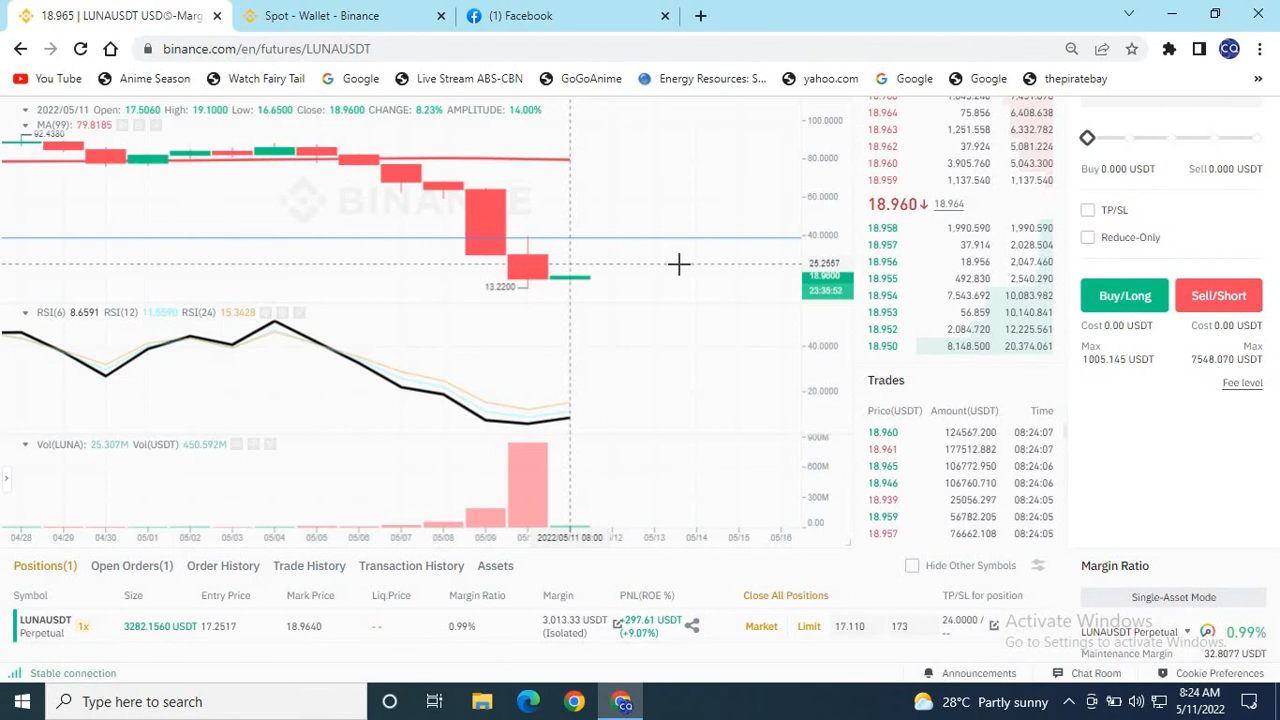 18.965 | LUNAUSDT USDⓈ-Marg
Spot - Wallet - Binance
(1) Facebook
binance.com/en/futures/LUNAUSDT
You Tube
Anime Season
Watch Fairy Tail
Google
Live Stream ABS-CBN
GoGoAnime
Energy Resources: S...
yahoo.com
Google
Google
thepiratebay
»
2022/05/11 Open: 17.5060 High: 19.1000 Low: 16.6500 Close: 18.9600 CHANGE: 8.23% AMPLITUDE: 14.00%
MA(99): 79.8185
92.4380
BINANCE
13.2200
100.0000
80.0000
60.0000
40.0000
25.2557
18.9600
23:35:52
RSI(6): 8.6591 RSI(12): RSI(24): 15.3428
40.0000
20.0000
Vol(LUNA): 25.307M Vol(USDT) 450.592M
900M
600M
300M
0.00
04/28 04/29 04/30 05/01 05/02 05/03 05/04 05/05 05/06 05/07 05/08 05/09 2022/05/11 08:00 05/13 05/14 05/15 05/16
18.964 75.856 6,408.638
18.963 1,251.558 6,332.782
18.962 37.924 5,081.224
18.960 3,905.760 5,043.300
18.959 1,137.540 1,137.540
18.960↓ 18.964
18.958 1,990.590 1,990.590
18.957 37.914 2,028.504
18.956 18.956 2,047.460
18.955 492.830 2,540.290
18.954 7,543.692 10,083.982
18.953 56.859 10,140.841
18.952 2,084.720 12,225.561
18.950 8,148.500 20,374.061
Trades
Price(USDT) Amount(USDT) Time
18.960 124567.200 08:24:07
18.961 177512.882 08:24:07
18.965 106772.950 08:24:06
18.946 106760.710 08:24:06
18.939 25056.297 08:24:05
18.959 56782.205 08:24:05
18.957 76662.108 08:24:05
Buy 0.000 USDT Sell 0.000 USDT
TP/SL
Reduce-Only
Buy/Long Sell/Short
Cost 0.00 USDT Cost 0.00 USDT
Max Max
1005.145 USDT 7548.070 USDT
Fee level
Positions(1) Open Orders(1) Order History Trade History Transaction History Assets
Hide Other Symbols
Symbol Size Entry Price Mark Price Liq.Price Margin Ratio Margin PNL(ROE %) Close All Positions TP/SL for position
LUNAUSDT
Perpetual
1x
3282.1560 USDT 17.2517 18.9640 -- 0.99%
3,013.33 USDT
(Isolated)
+297.61 USDT
(+9.07%)
Market Limit 17.110 173
24.0000 /
--
Margin Ratio
Single-Asset Mode
LUNAUSDT Perpetual 0.99%
Maintenance Margin 32.8077 USDT
Activate Windows
Go to Settings to activate Windows.
Stable connection
Announcements Chat Room Cookie Preferences
Type here to search
28°C Partly sunny
8:24 AM
5/11/2022